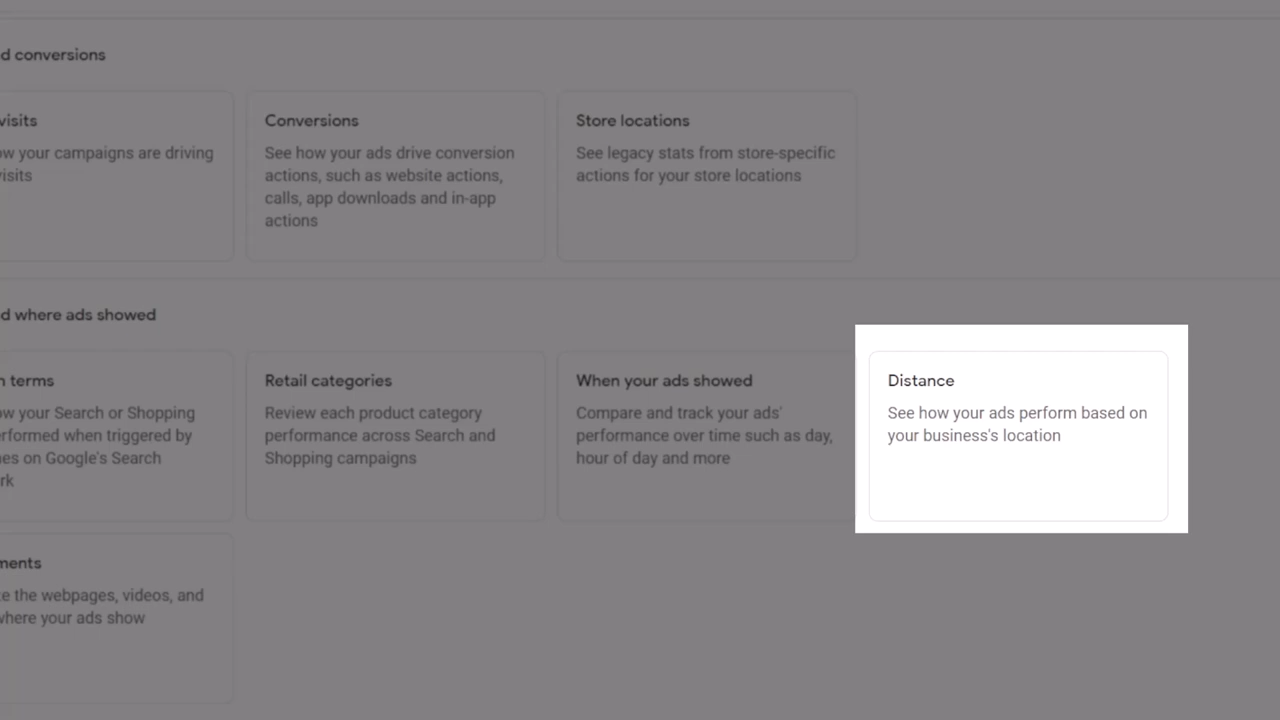 d conversions
visits
ow your campaigns are driving
visits
Conversions
See how your ads drive conversion
actions, such as website actions,
calls, app downloads and in-app
actions
Store locations
See legacy stats from store-specific
actions for your store locations
d where ads showed
n terms
ow your Search or Shopping
erformed when triggered by
nes on Google's Search
rk
Retail categories
Review each product category
performance across Search and
Shopping campaigns
When your ads showed
Compare and track your ads'
performance over time such as day,
hour of day and more
Distance
See how your ads perform based on
your business's location
ments
te the webpages, videos, and
where your ads show